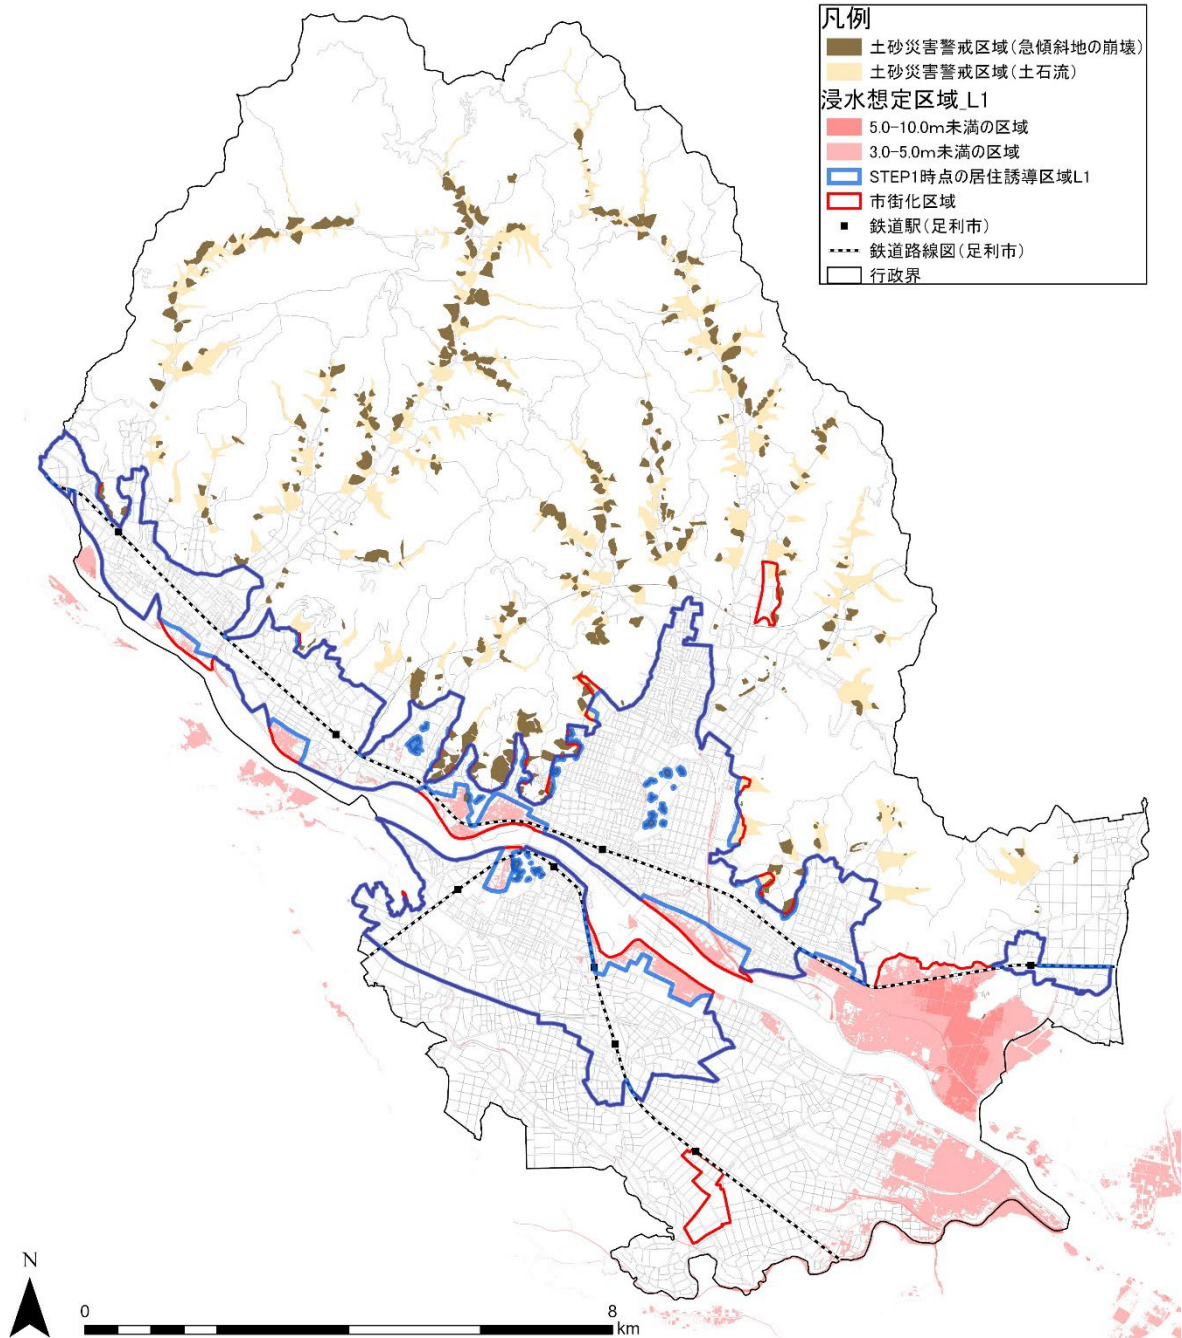 凡例
土砂災害警戒区域(急傾斜地の崩壊)
土砂災害警戒区域(土石流)
浸水想定区域_L1
5.0-10.0m未満の区域
3.0-5.0m未満の区域
STEP1時点の居住誘導区域L1
市街化区域
鉄道駅(足利市)
鉄道路線図(足利市)
行政界
N
0 8
km